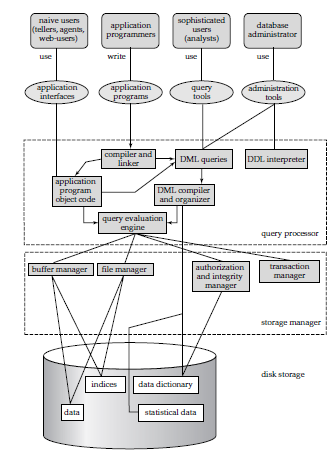 naive users
(tellers, agents,
web-users)
application
programmers
sophisticated
users
(analysts)
database
administrator
use
write
use
use
application
interfaces
application
programs
query
tools
administration
tools
compiler and
linker
DML queries
DDL interpreter
application
program
object code
DML compiler
and organizer
query evaluation
engine
query processor
buffer manager
file manager
authorization
and integrity
manager
transaction
manager
storage manager
disk storage
indices
data dictionary
data
statistical data